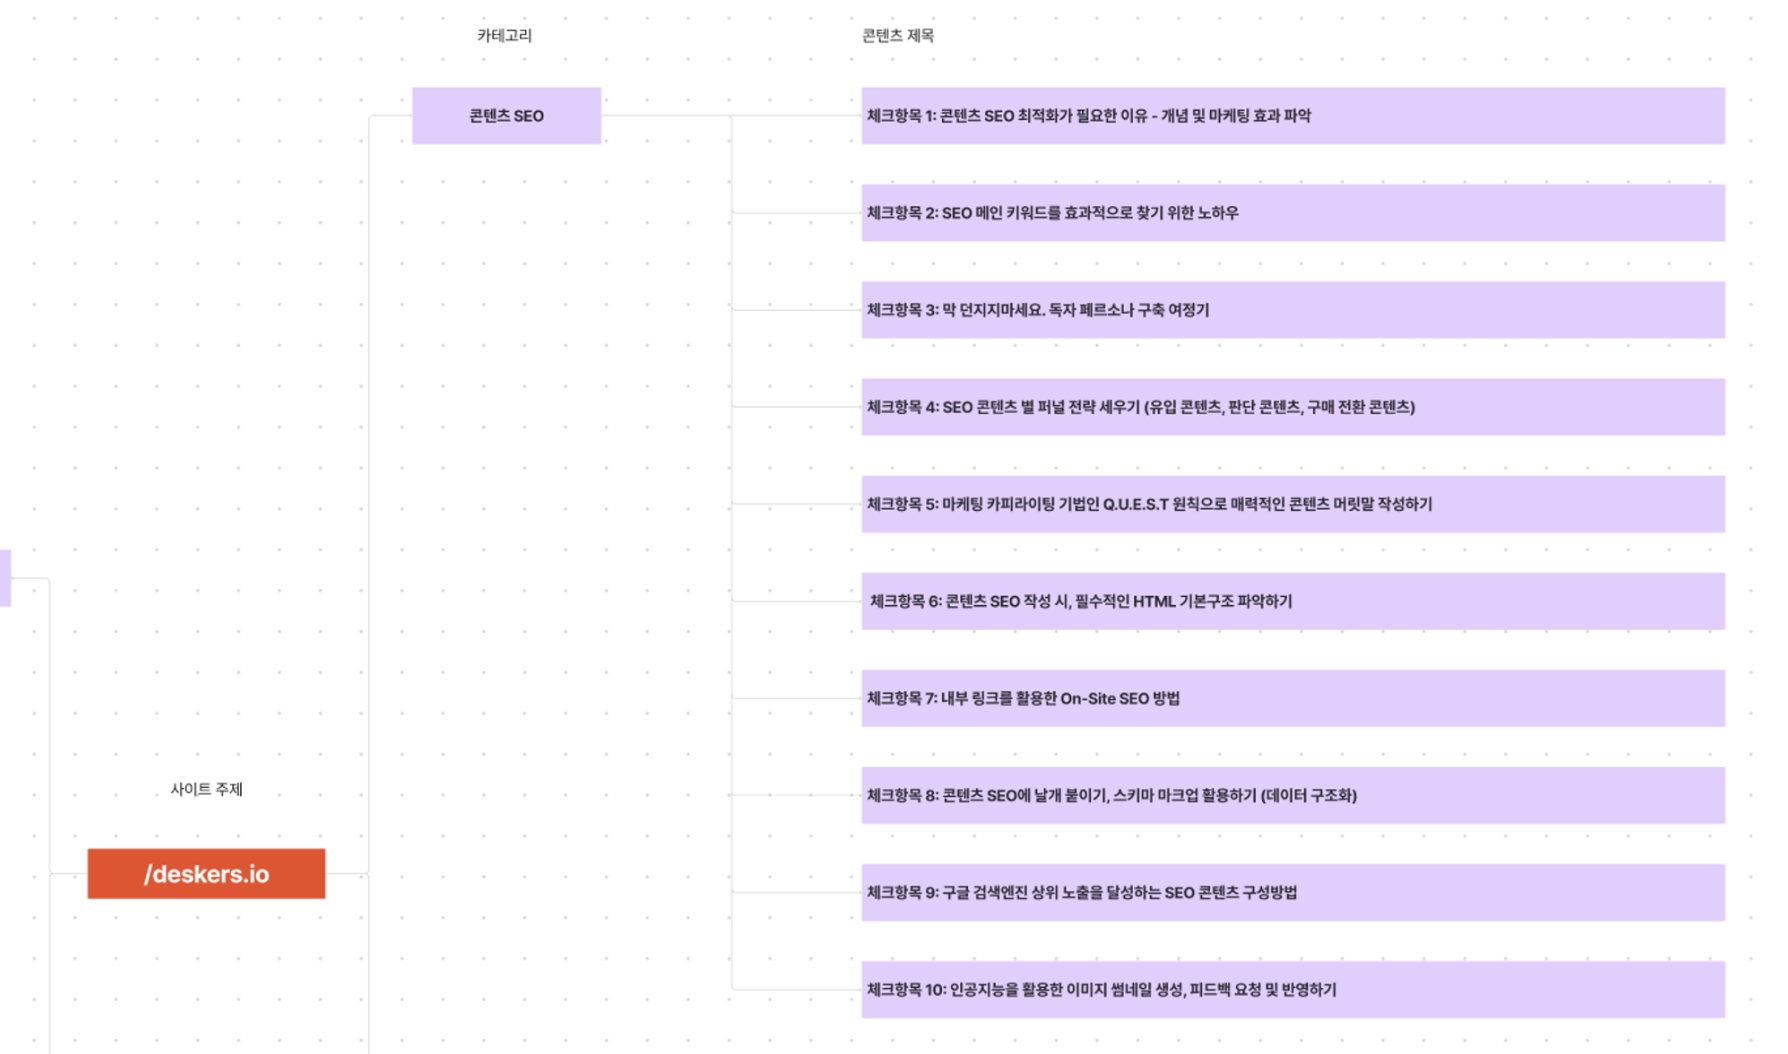 카테고리
콘텐츠 제목
콘텐츠 SEO
체크항목 1: 콘텐츠 SEO 최적화가 필요한 이유 - 개념 및 마케팅 효과 파악
체크항목 2: SEO 메인 키워드를 효과적으로 찾기 위한 노하우
체크항목 3: 막 던지지마세요. 독자 페르소나 구축 여정기
체크항목 4: SEO 콘텐츠 별 퍼널 전략 세우기 (유입 콘텐츠, 판단 콘텐츠, 구매 전환 콘텐츠)
체크항목 5: 마케팅 카피라이팅 기법인 Q.U.E.S.T 원칙으로 매력적인 콘텐츠 머릿말 작성하기
체크항목 6: 콘텐츠 SEO 작성 시, 필수적인 HTML 기본구조 파악하기
체크항목 7: 내부 링크를 활용한 On-Site SEO 방법
사이트 주제
체크항목 8: 콘텐츠 SEO에 날개 붙이기, 스키마 마크업 활용하기 (데이터 구조화)
/deskers.io
체크항목 9: 구글 검색엔진 상위 노출을 달성하는 SEO 콘텐츠 구성방법
체크항목 10: 인공지능을 활용한 이미지 썸네일 생성, 피드백 요청 및 반영하기